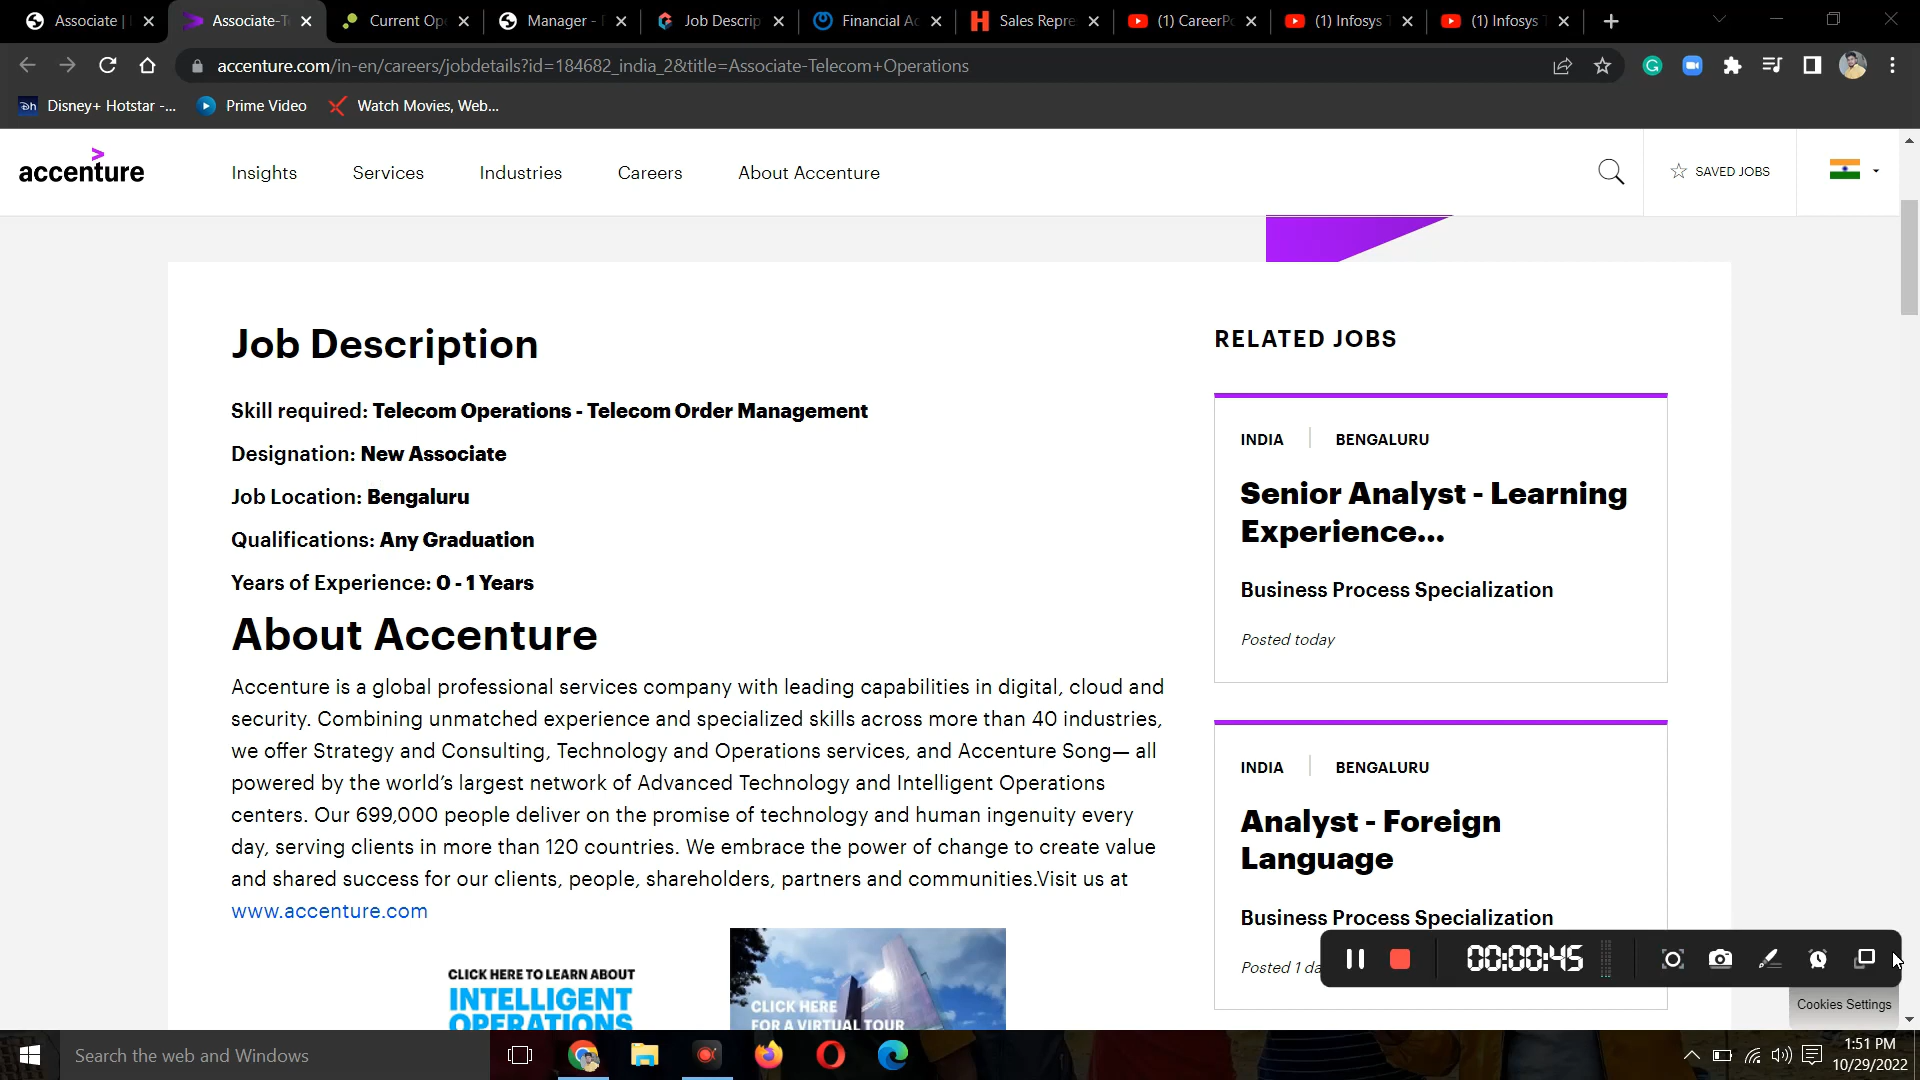 Associate |
Associate-T
Current Op
Manager -
Job Descrip
Financial Ac
Sales Repre
(1) CareerP
(1) Infosys
(1) Infosys
accenture.com/in-en/careers/jobdetails?id=184682_india_2&title=Associate-Telecom+Operations
Disney+ Hotstar -...
Prime Video
Watch Movies, Web...
accenture
Insights
Services
Industries
Careers
About Accenture
SAVED JOBS
Job Description
Skill required: Telecom Operations - Telecom Order Management
Designation: New Associate
Job Location: Bengaluru
Qualifications: Any Graduation
Years of Experience: 0 - 1 Years
About Accenture
Accenture is a global professional services company with leading capabilities in digital, cloud and
security. Combining unmatched experience and specialized skills across more than 40 industries,
we offer Strategy and Consulting, Technology and Operations services, and Accenture Song— all
powered by the world's largest network of Advanced Technology and Intelligent Operations
centers. Our 699,000 people deliver on the promise of technology and human ingenuity every
day, serving clients in more than 120 countries. We embrace the power of change to create value
and shared success for our clients, people, shareholders, partners and communities.Visit us at
www.accenture.com
CLICK HERE TO LEARN ABOUT
INTELLIGENT
OPERATIONS
CLICK HERE
FOR A VIRTUAL TOUR
RELATED JOBS
INDIA
BENGALURU
Senior Analyst - Learning
Experience...
Business Process Specialization
Posted today
INDIA
BENGALURU
Analyst - Foreign
Language
Business Process Specialization
Posted 1 da
00:00:45
Cookies Settings
Search the web and Windows
1:51 PM
10/29/2022